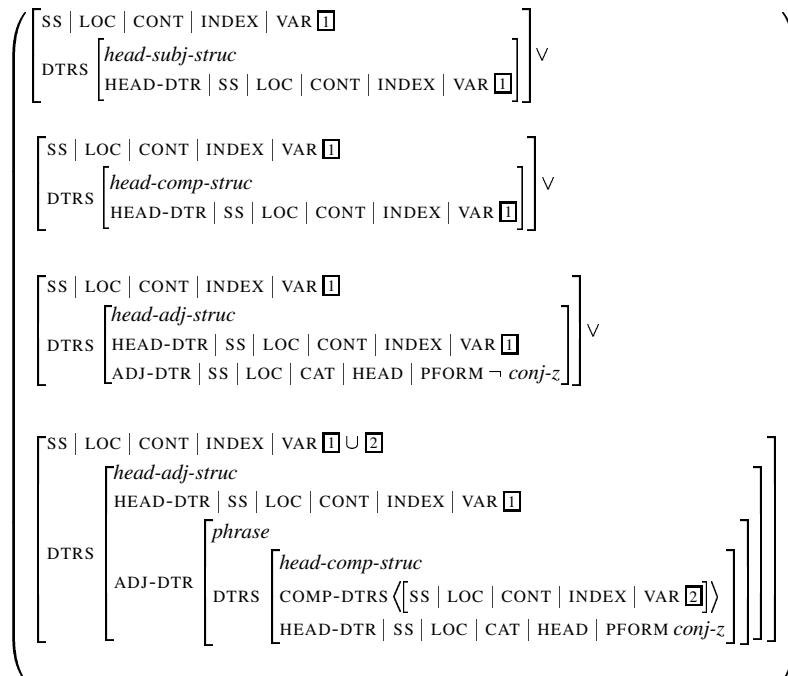 SS | LOC | CONT | INDEX | VAR 1
DTRS
head-subj-struc
HEAD-DTR | SS | LOC | CONT | INDEX | VAR 1
∨
SS | LOC | CONT | INDEX | VAR 1
DTRS
head-comp-struc
HEAD-DTR | SS | LOC | CONT | INDEX | VAR 1
∨
SS | LOC | CONT | INDEX | VAR 1
head-adj-struc
DTRS
HEAD-DTR | SS | LOC | CONT | INDEX | VAR 1
ADJ-DTR | SS | LOC | CAT | HEAD | PFORM ¬ conj-z
∨
SS | LOC | CONT | INDEX | VAR 1 ∪ 2
head-adj-struc
HEAD-DTR | SS | LOC | CONT | INDEX | VAR 1
DTRS
phrase
ADJ-DTR
head-comp-struc
DTRS
COMP-DTRS ⟨[SS | LOC | CONT | INDEX | VAR 2]⟩
HEAD-DTR | SS | LOC | CAT | HEAD | PFORM conj-z